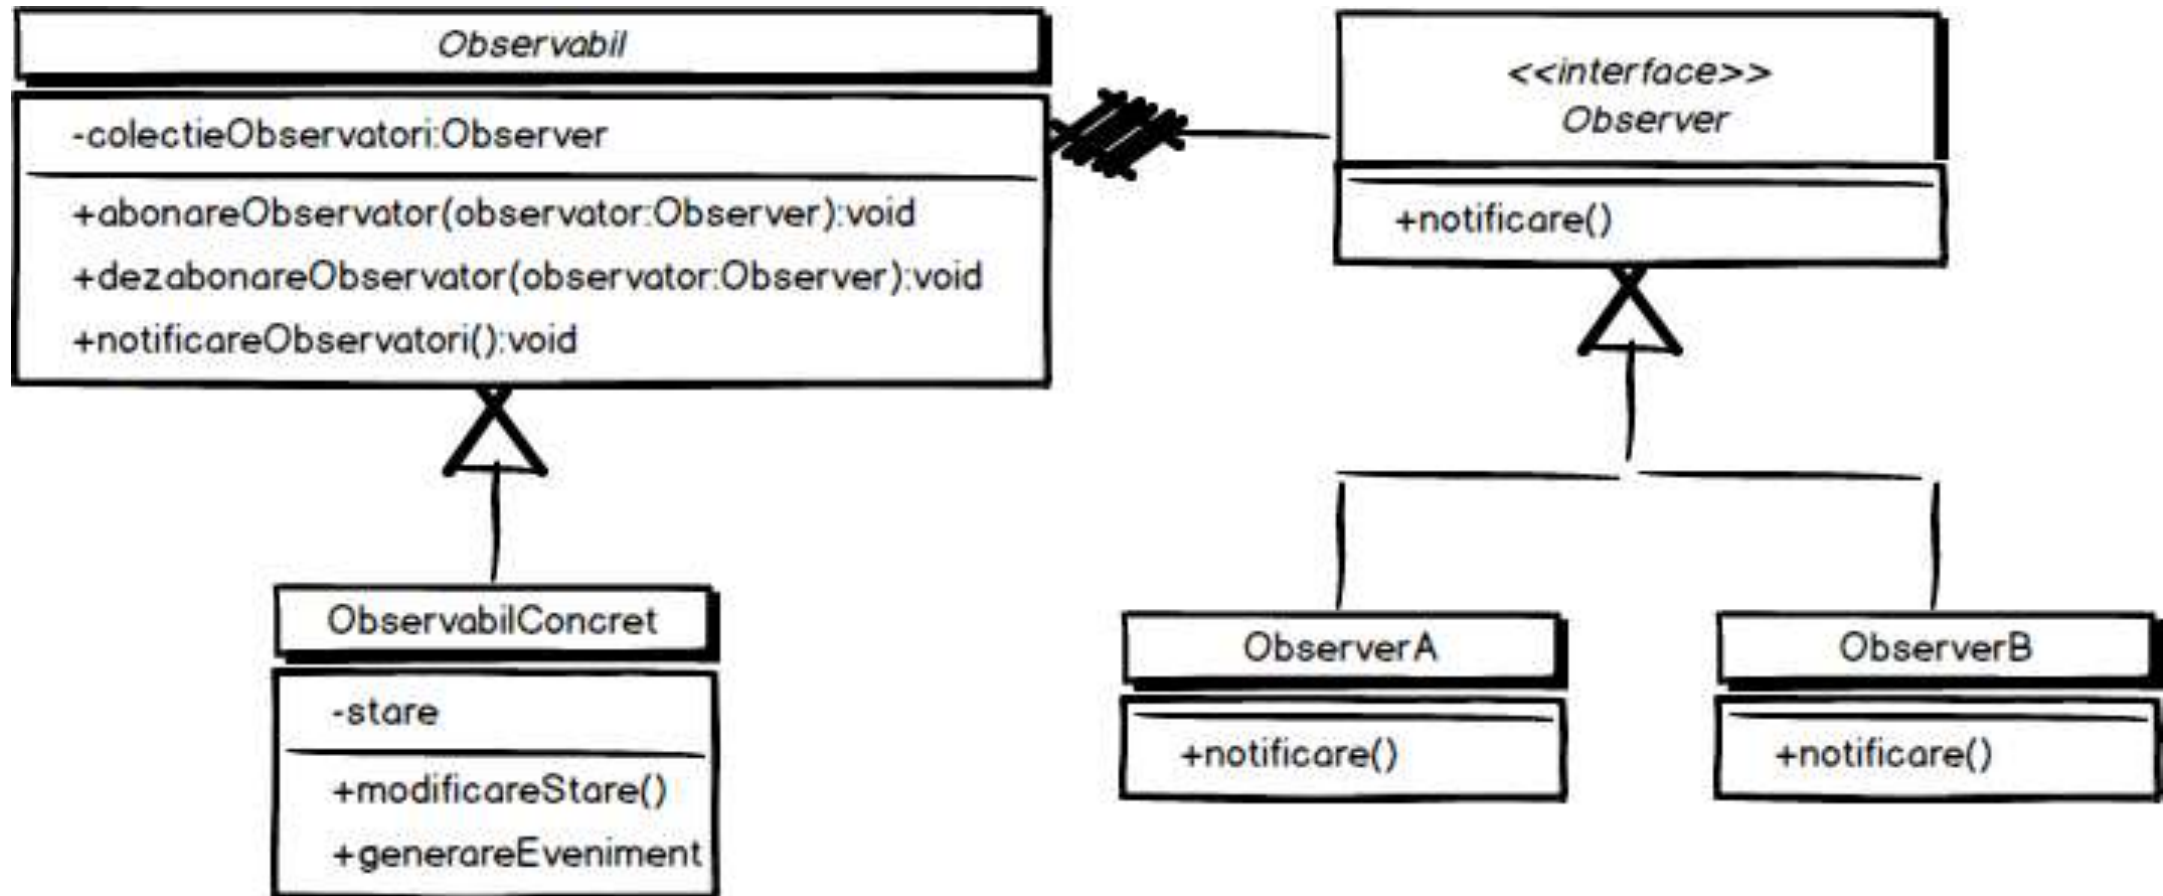 Observabil
-colectieObservatori:Observer
+abonareObservator(observator:Observer):void
+dezabonareObservator(observator:Observer):void
+notificareObservatori():void
<<interface>>
Observer
+notificare()
ObservabilConcret
-stare
+modificareStare()
+generareEveniment
ObserverA
+notificare()
ObserverB
+notificare()